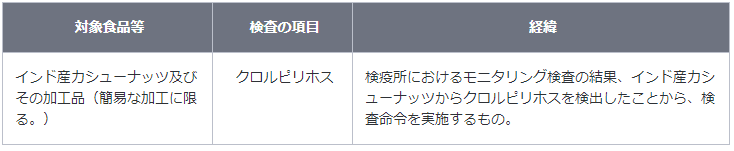 対象食品等
検査の項目
経緯
インド産カシューナッツ及び
その加工品（簡易な加工に限
る。）
クロルピリホス
検疫所におけるモニタリング検査の結果、インド産カシ
ューナッツからクロルピリホスを検出したことから、検
査命令を実施するもの。